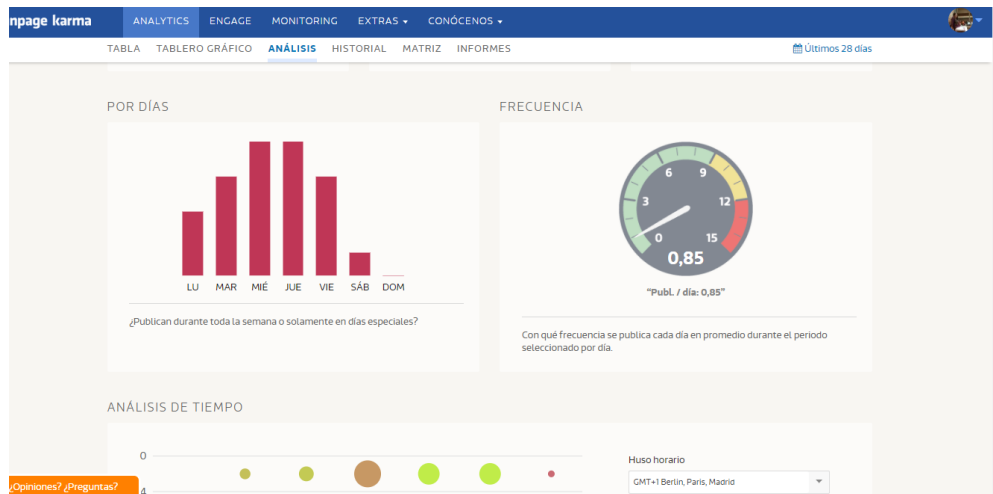 npage karma
ANALYTICS ENGAGE MONITORING EXTRAS CONÓCENOS
TABLA TABLERO GRÁFICO ANÁLISIS HISTORIAL MATRIZ INFORMES Últimos 28 días
POR DÍAS
LU MAR MIÉ JUE VIE SÁB DOM
¿Publican durante toda la semana o solamente en días especiales?
FRECUENCIA
0 3 6 9 12 15
0,85
“Publ. / día: 0,85”
Con qué frecuencia se publica cada día en promedio durante el periodo
seleccionado por día.
ANÁLISIS DE TIEMPO
0
4
Huso horario
GMT+1 Berlin, Paris, Madrid
¿Opiniones? ¿Preguntas?